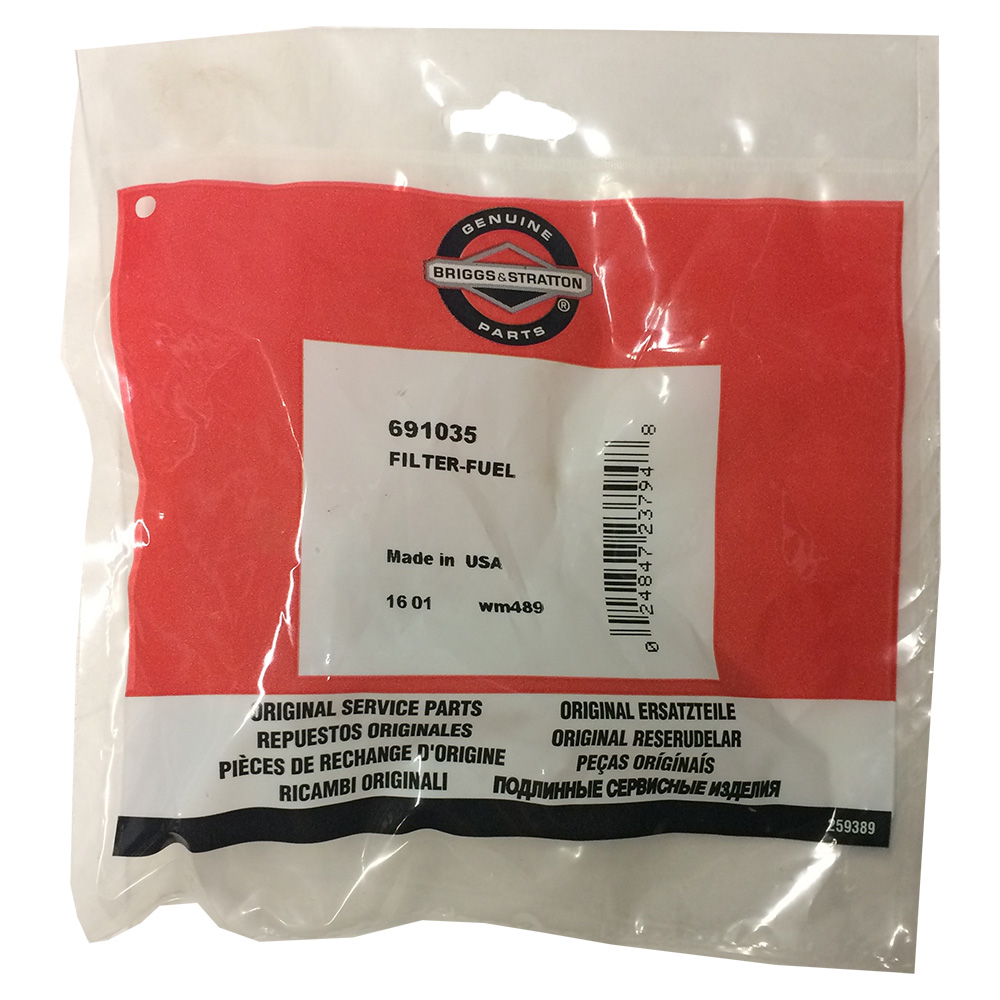 GENUINE
BRIGGS&STRATTON
®
PARTS
691035
FILTER-FUEL
Made in USA
16 01 wm489
0 24847 23794 8
ORIGINAL SERVICE PARTS
REPUESTOS ORIGINALES
PIÈCES DE RECHANGE D'ORIGINE
RICAMBI ORIGINALI
ORIGINAL ERSATZTEILE
ORIGINAL RESERUDELAR
PEÇAS ORÍGÍNAÍS
ПОДЛИННЫЕ СЕРВИСНЫЕ ИЗДЕЛИЯ
259389